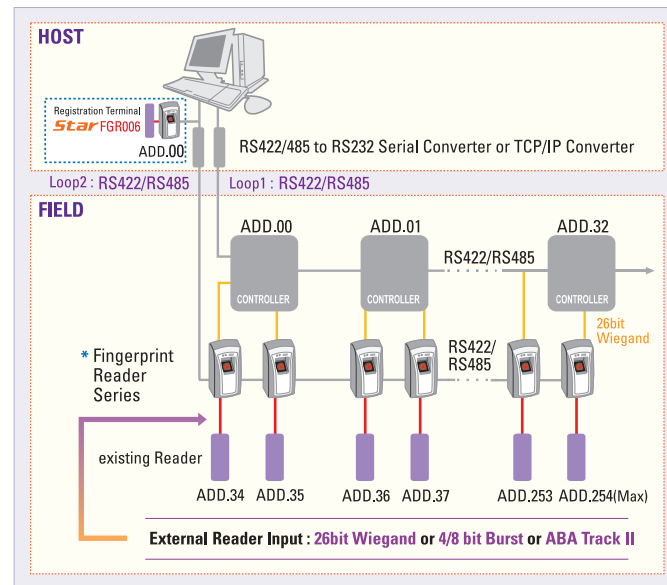 HOST
Registration Terminal
Star FGR006
ADD.00
RS422/485 to RS232 Serial Converter or TCP/IP Converter
Loop2 : RS422/RS485
Loop1 : RS422/RS485
FIELD
ADD.00
ADD.01
ADD.32
RS422/RS485
CONTROLLER
CONTROLLER
CONTROLLER
26bit
Wiegand
* Fingerprint
Reader
Series
RS422/
RS485
existing Reader
ADD.34
ADD.35
ADD.36
ADD.37
ADD.253
ADD.254(Max)
External Reader Input : 26bit Wiegand or 4/8 bit Burst or ABA Track II